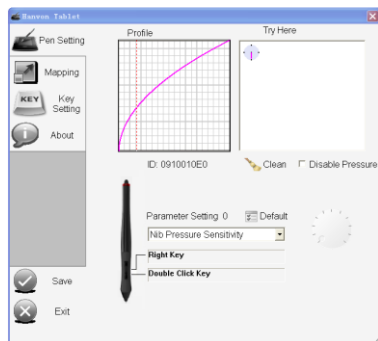 Hanwon Tablet
Pen Setting
Mapping
KEY
Key
Setting
About
Save
Exit
Profile
Try Here
ID: 0910010E0
Clean
Disable Pressure
Parameter Setting 0
Default
Nib Pressure Sensitivity
Right Key
Double Click Key